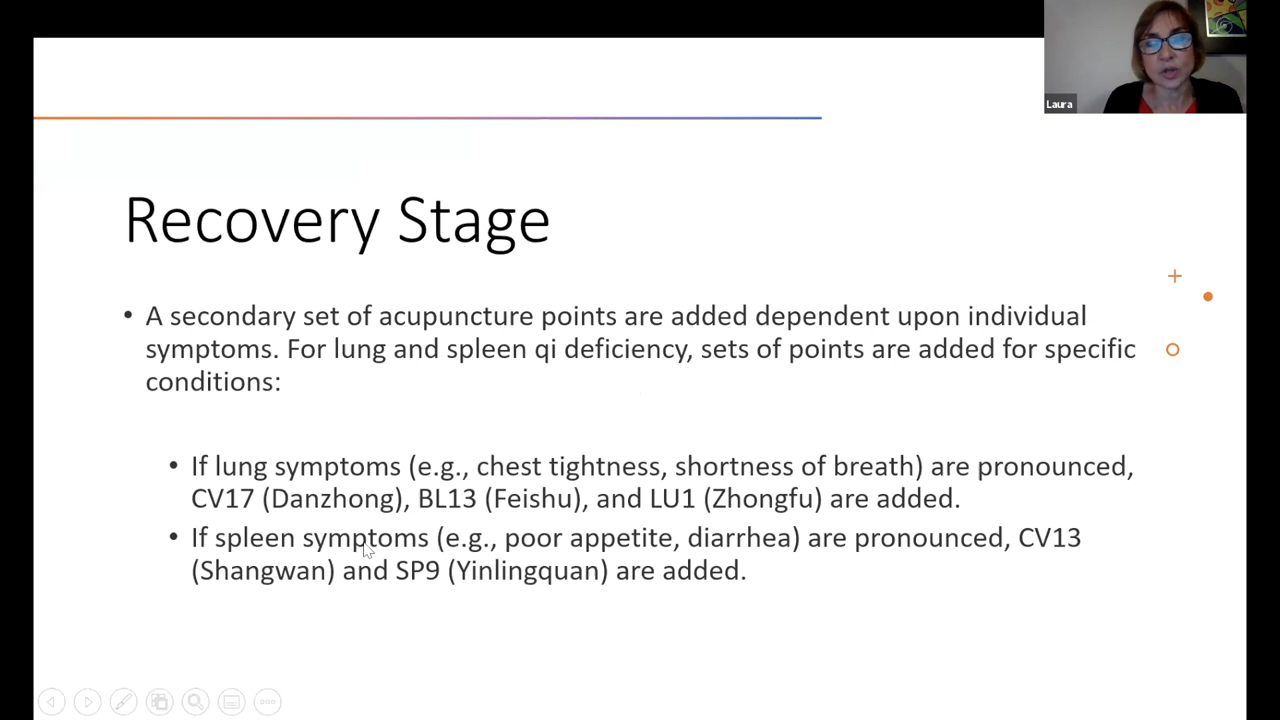 Laura
Recovery Stage
• A secondary set of acupuncture points are added dependent upon individual
symptoms. For lung and spleen qi deficiency, sets of points are added for specific
conditions:
• If lung symptoms (e.g., chest tightness, shortness of breath) are pronounced,
CV17 (Danzhong), BL13 (Feishu), and LU1 (Zhongfu) are added.
• If spleen symptoms (e.g., poor appetite, diarrhea) are pronounced, CV13
(Shangwan) and SP9 (Yinlingquan) are added.